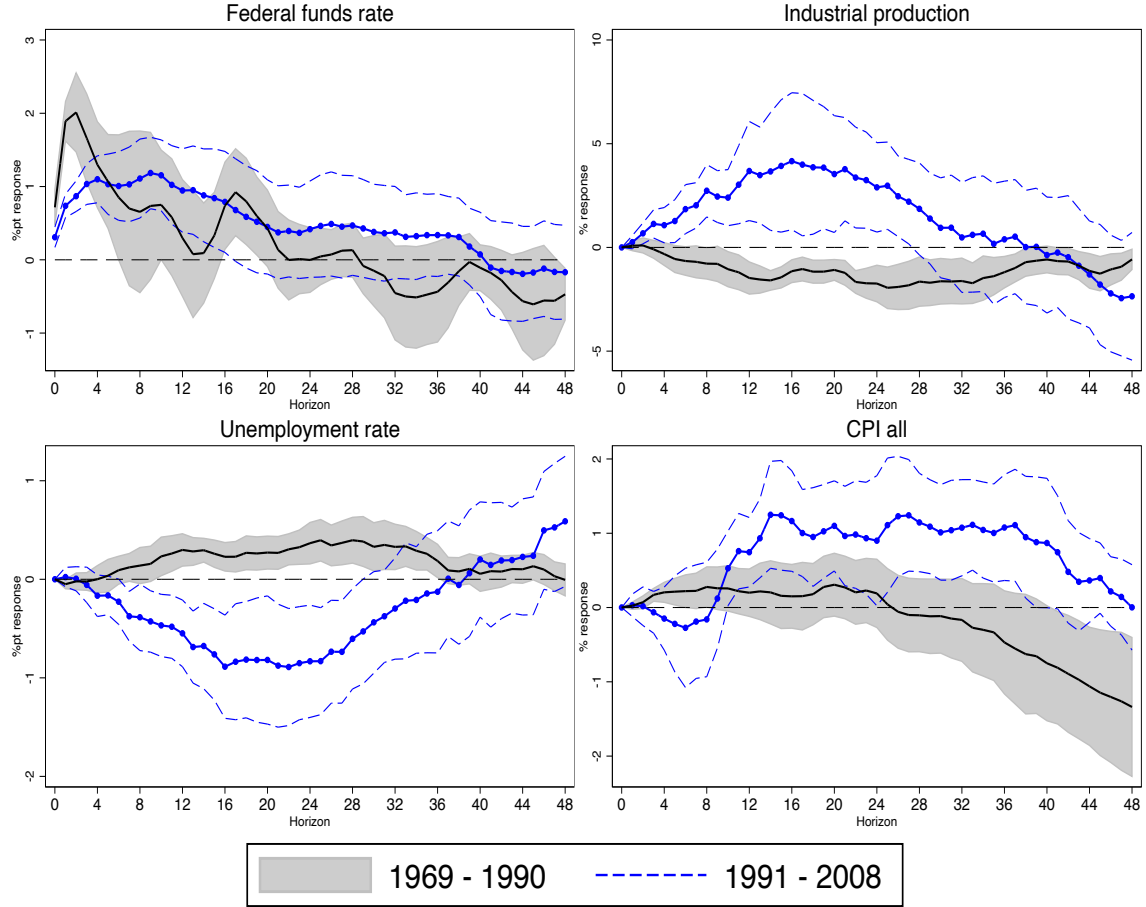 Federal funds rate
%pt response
3
2
1
0
-1
0 4 8 12 16 20 24 28 32 36 40 44 48
Horizon
Industrial production
% response
10
5
0
-5
0 4 8 12 16 20 24 28 32 36 40 44 48
Horizon
Unemployment rate
%pt response
1
0
-1
-2
0 4 8 12 16 20 24 28 32 36 40 44 48
Horizon
CPI all
% response
2
1
0
-1
-2
0 4 8 12 16 20 24 28 32 36 40 44 48
Horizon
1969 - 1990 1991 - 2008